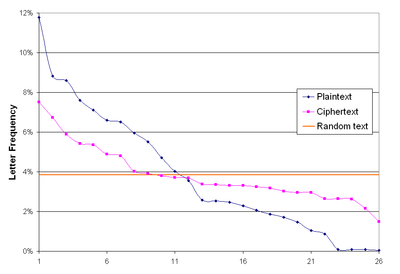 12%
10%
8%
6%
4%
2%
0%
Letter Frequency
Plaintext
Ciphertext
Random text
1 6 11 16 21 26